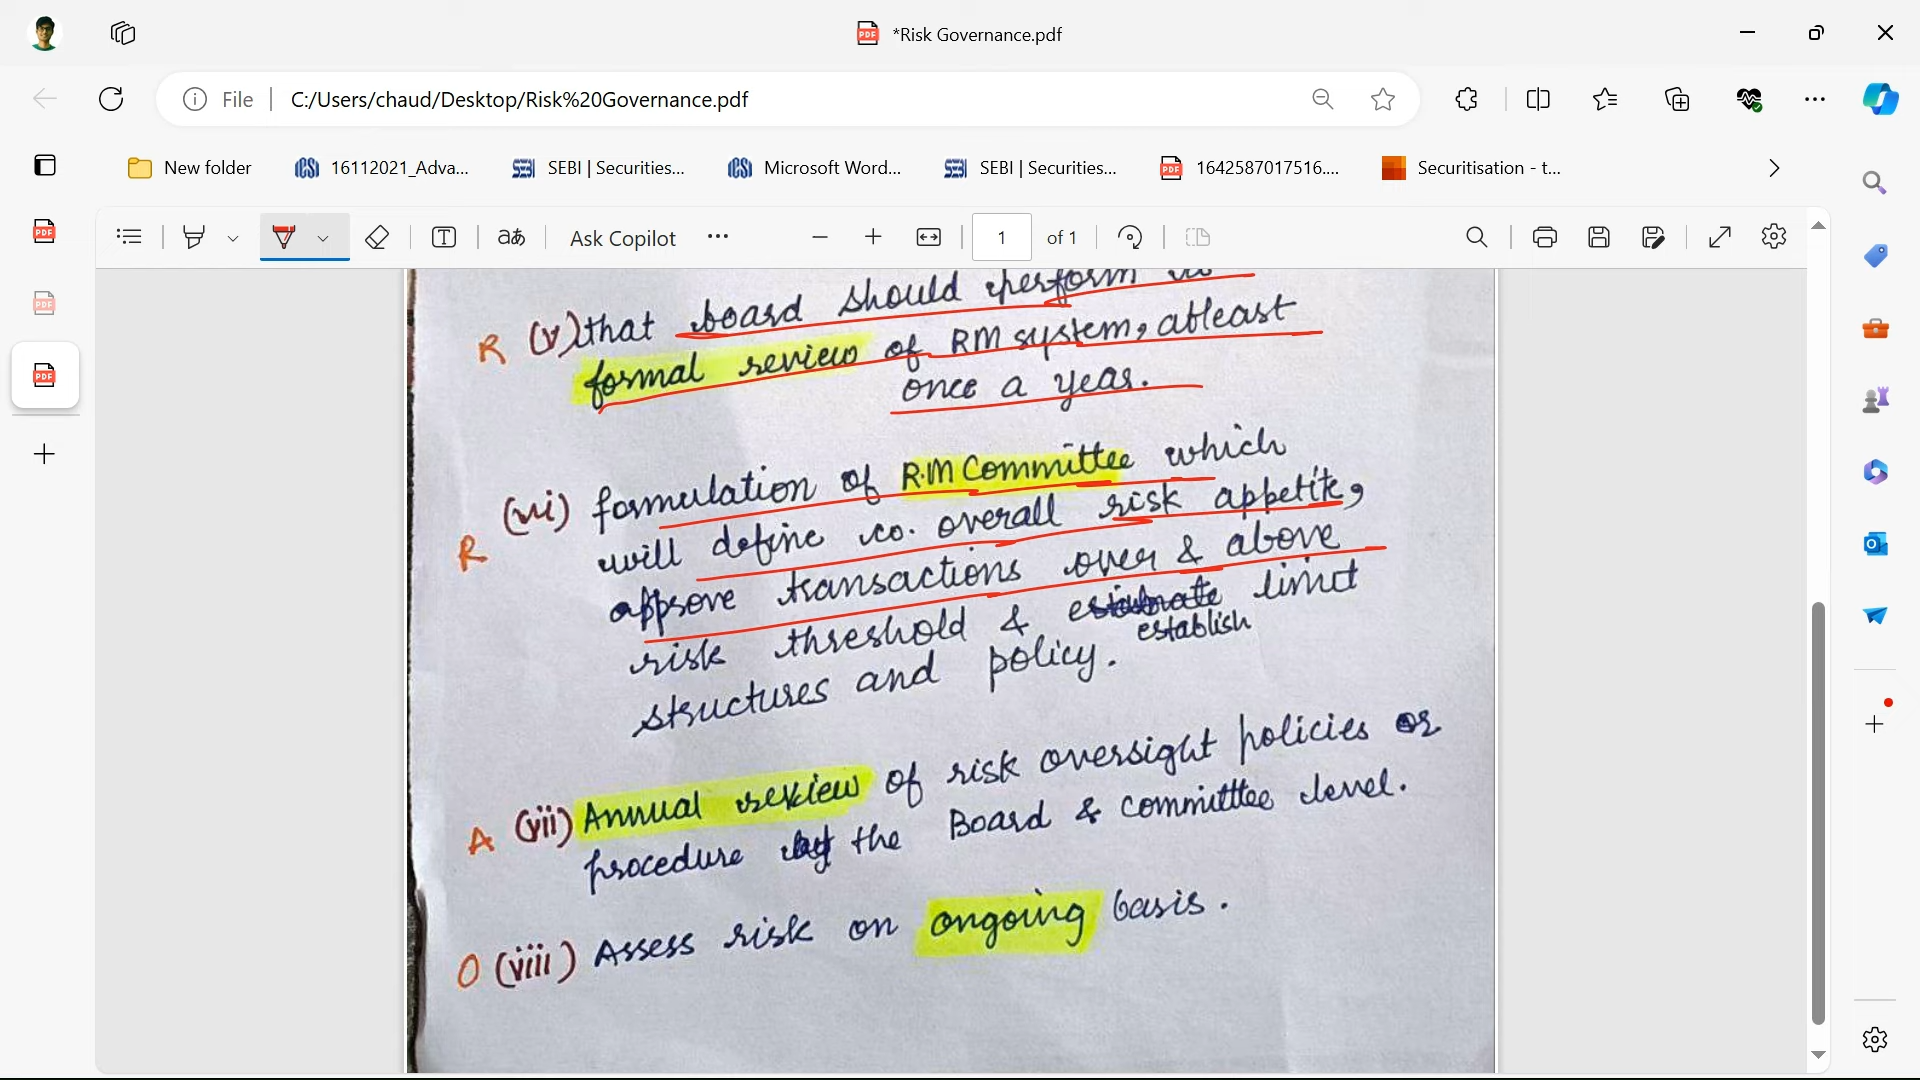 *Risk Governance.pdf
File C:/Users/chaud/Desktop/Risk%20Governance.pdf
New folder 16112021_Adva... SEBI | Securities... Microsoft Word... SEBI | Securities... 1642587017516.... Securitisation - t...
Ask Copilot 1 of 1
R (v) that board should perform
formal review of RM system, atleast
once a year.
R (vi) formulation of R.M Committee which
will define co. overall risk appetite,
approve transactions over & above
risk threshold & establish limit
structures and policy.
A (vii) Annual review of risk oversight policies or
procedure by the Board & committee level.
O (viii) Assess risk on ongoing basis.